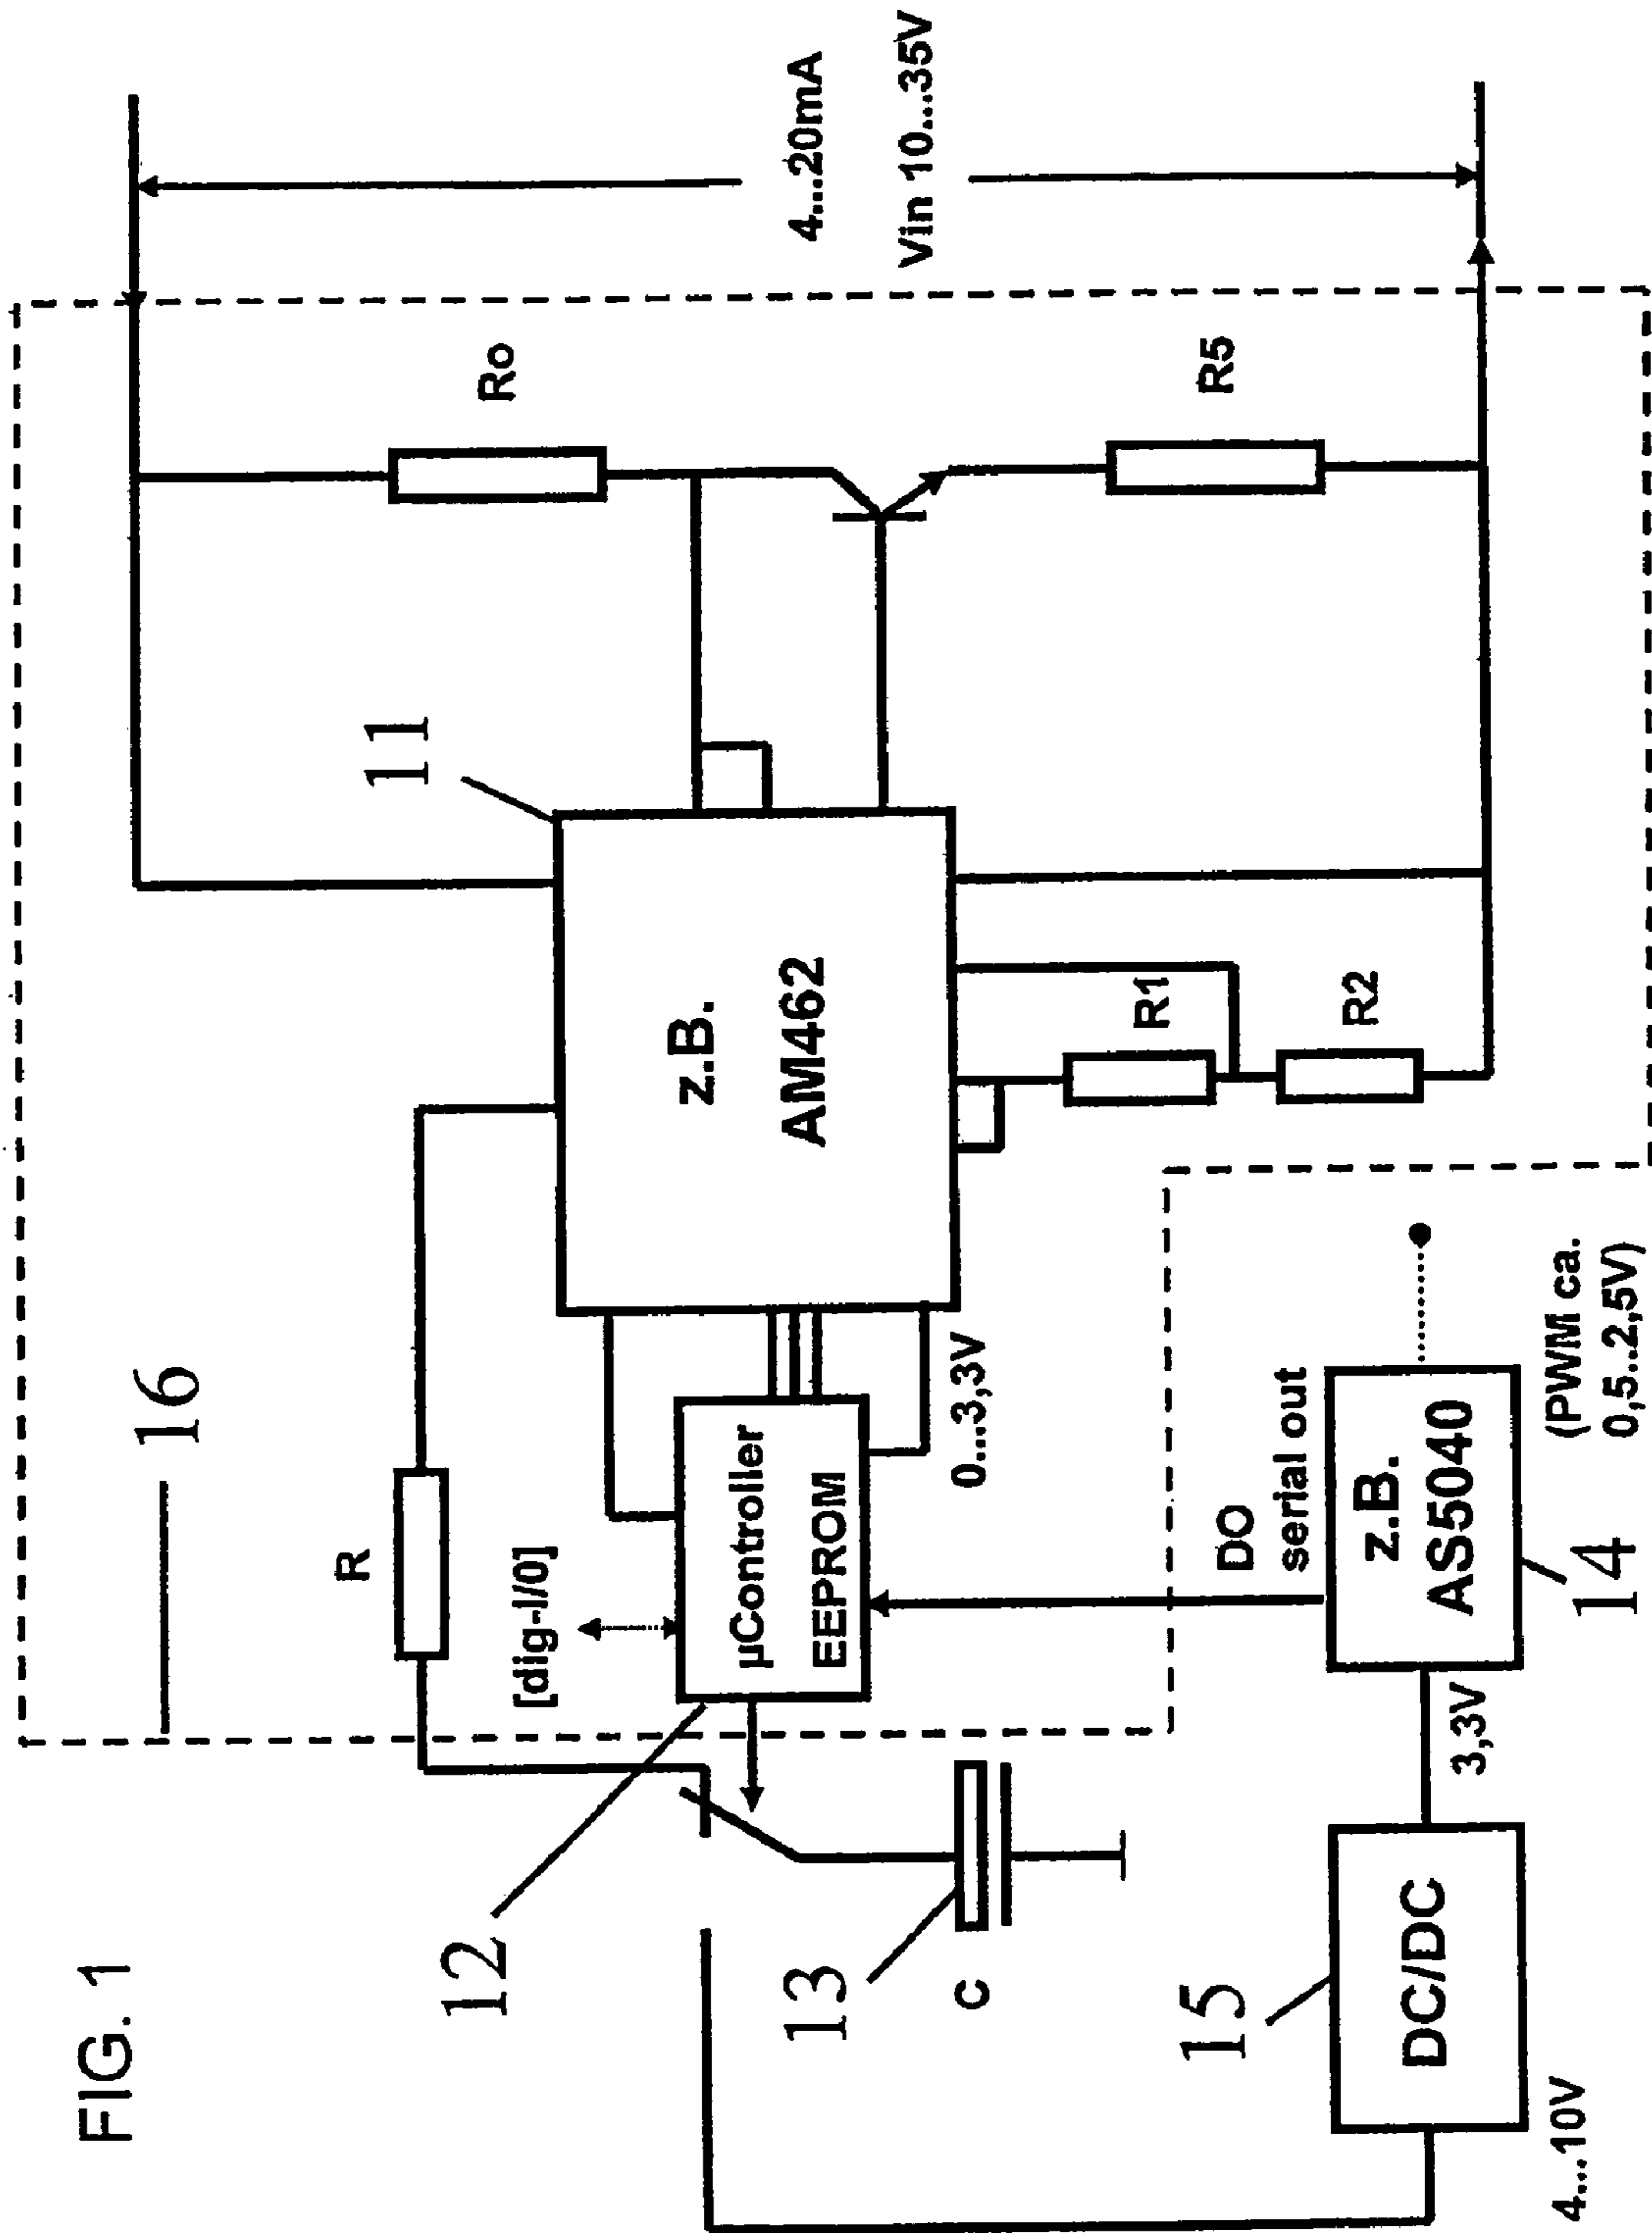 FIG. 1
16
R
Ro
11
4...20mA
Vin 10...35V
[dig-I/0]
12
µController
EEPROM
z.B.
AM462
0...3,3V
13
C
R1
R2
R5
DO
serial out
15
DC/DC
4...10V
3,3V
z.B.
AS5040
14
(PWM ca.
0,5..2,5V)